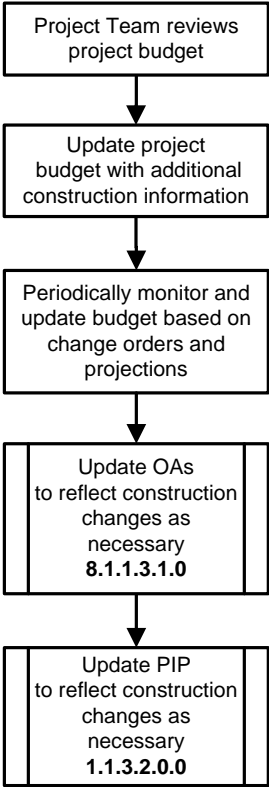 Project Team reviews
project budget
Update project
budget with additional
construction information
Periodically monitor and
update budget based on
change orders and
projections
Update OAs
to reflect construction
changes as
necessary
8.1.1.3.1.0
Update PIP
to reflect construction
changes as
necessary
1.1.3.2.0.0